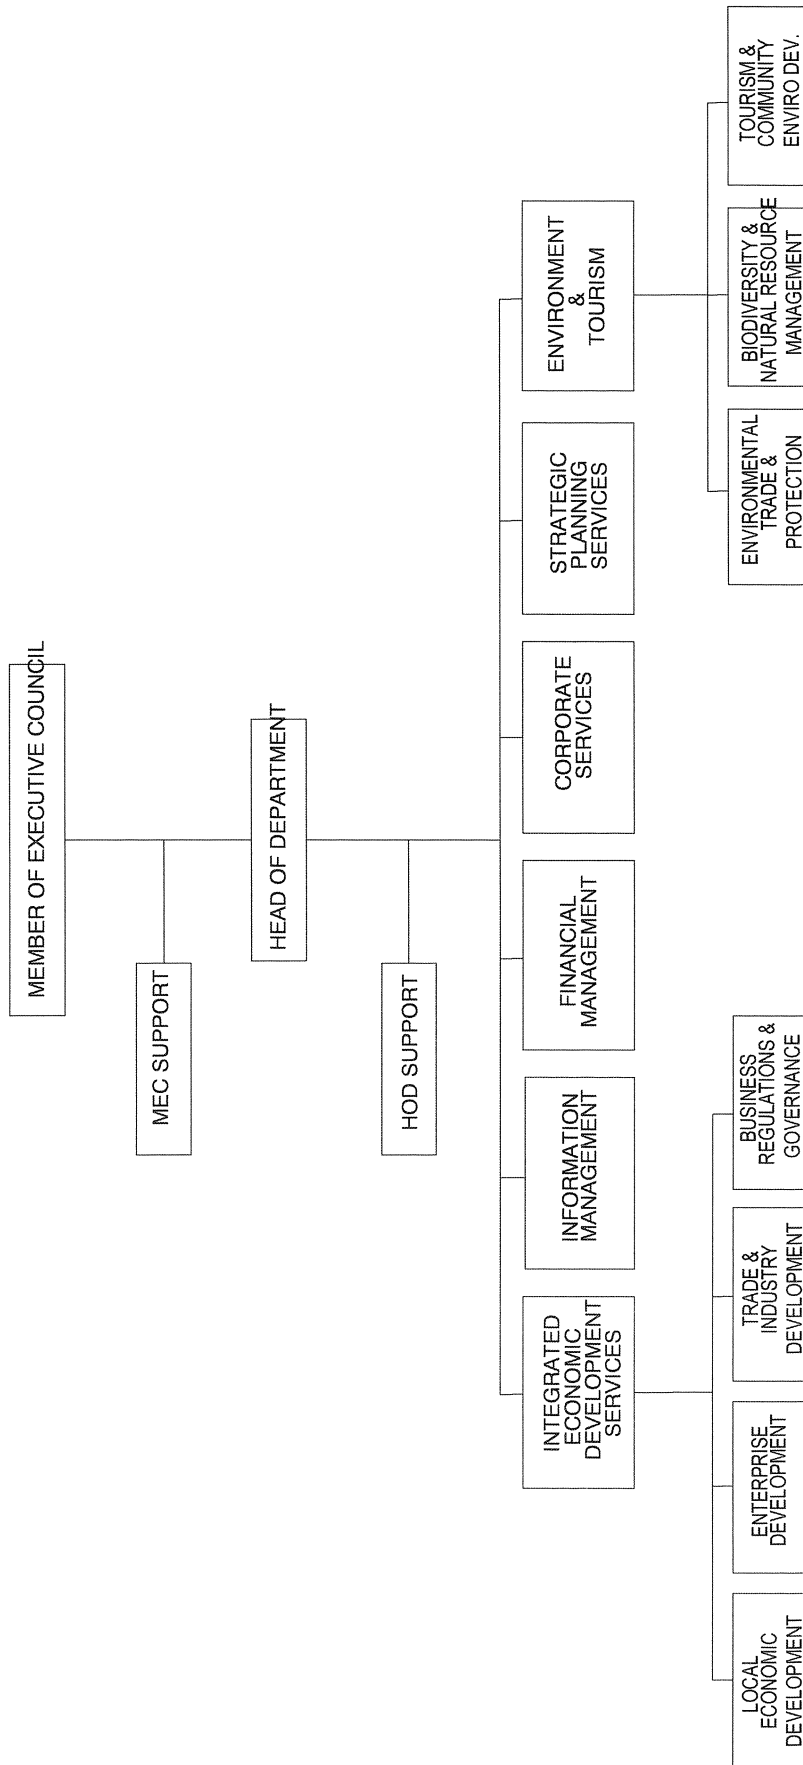 MEMBER OF EXECUTIVE COUNCIL
MEC SUPPORT
HEAD OF DEPARTMENT
HOD SUPPORT
INTEGRATED
ECONOMIC
DEVELOPMENT
SERVICES
INFORMATION
MANAGEMENT
FINANCIAL
MANAGEMENT
CORPORATE
SERVICES
STRATEGIC
PLANNING
SERVICES
ENVIRONMENT
&
TOURISM
LOCAL
ECONOMIC
DEVELOPMENT
ENTERPRISE
DEVELOPMENT
TRADE &
INDUSTRY
DEVELOPMENT
BUSINESS
REGULATIONS &
GOVERNANCE
ENVIRONMENTAL
TRADE &
PROTECTION
BIODIVERSITY &
NATURAL RESOURCE
MANAGEMENT
TOURISM &
COMMUNITY
ENVIRO DEV.